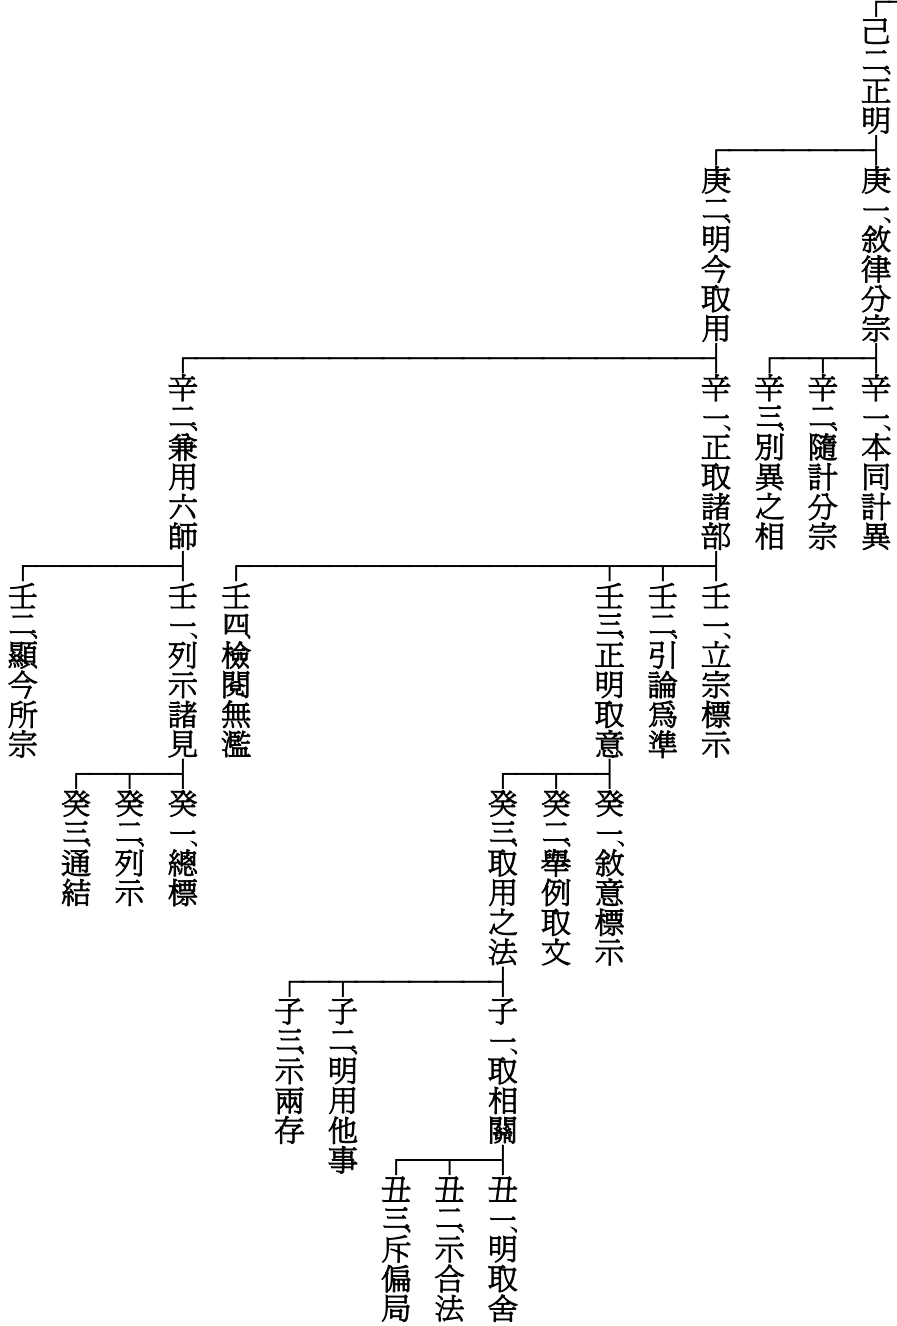 己二、正明
庚一、敘律分宗
辛一、本同計異
辛二、隨計分宗
辛三、別異之相
庚二、明今取用
辛一、正取諸部
壬一、立宗標示
壬二、引論爲準
壬三、正明取意
癸一、敘意標示
癸二、舉例取文
癸三、取用之法
子一、取相關
丑一、明取舍
丑二、示合法
丑三、斥偏局
子二、明用他事
子三、示兩存
壬四、檢閱無濫
辛二、兼用六師
壬一、列示諸見
癸一、總標
癸二、列示
癸三、通結
壬二、顯今所宗